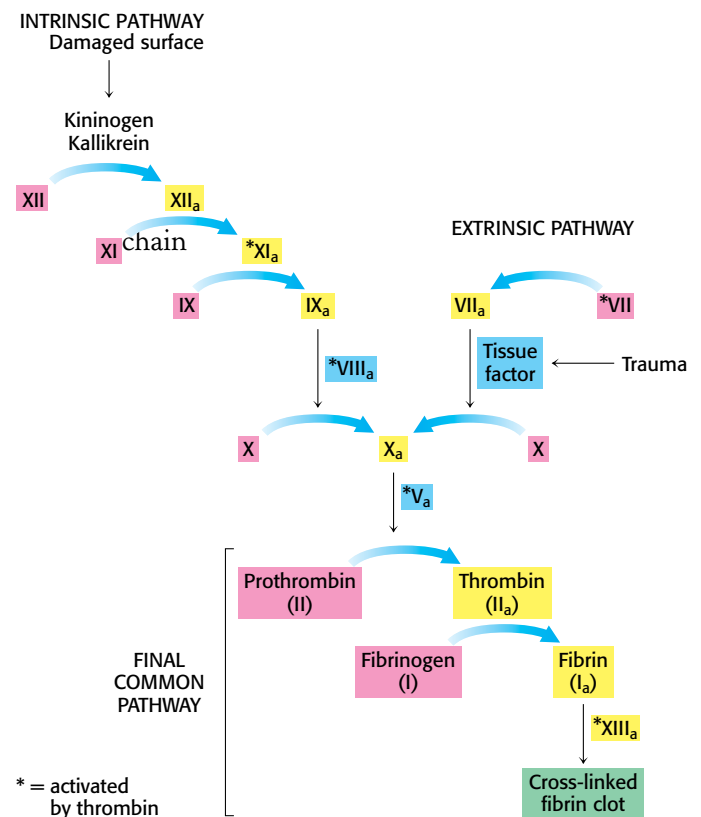 INTRINSIC PATHWAY
Damaged surface
Kininogen
Kallikrein
XII
XIIa
XI chain
*XIa
EXTRINSIC PATHWAY
IX
IXa
VIIa
*VII
*VIIIa
Tissue
factor
Trauma
X
Xa
X
*Va
Prothrombin
(II)
Thrombin
(IIa)
Fibrinogen
(I)
Fibrin
(Ia)
FINAL
COMMON
PATHWAY
*XIIIa
Cross-linked
fibrin clot
* = activated
by thrombin